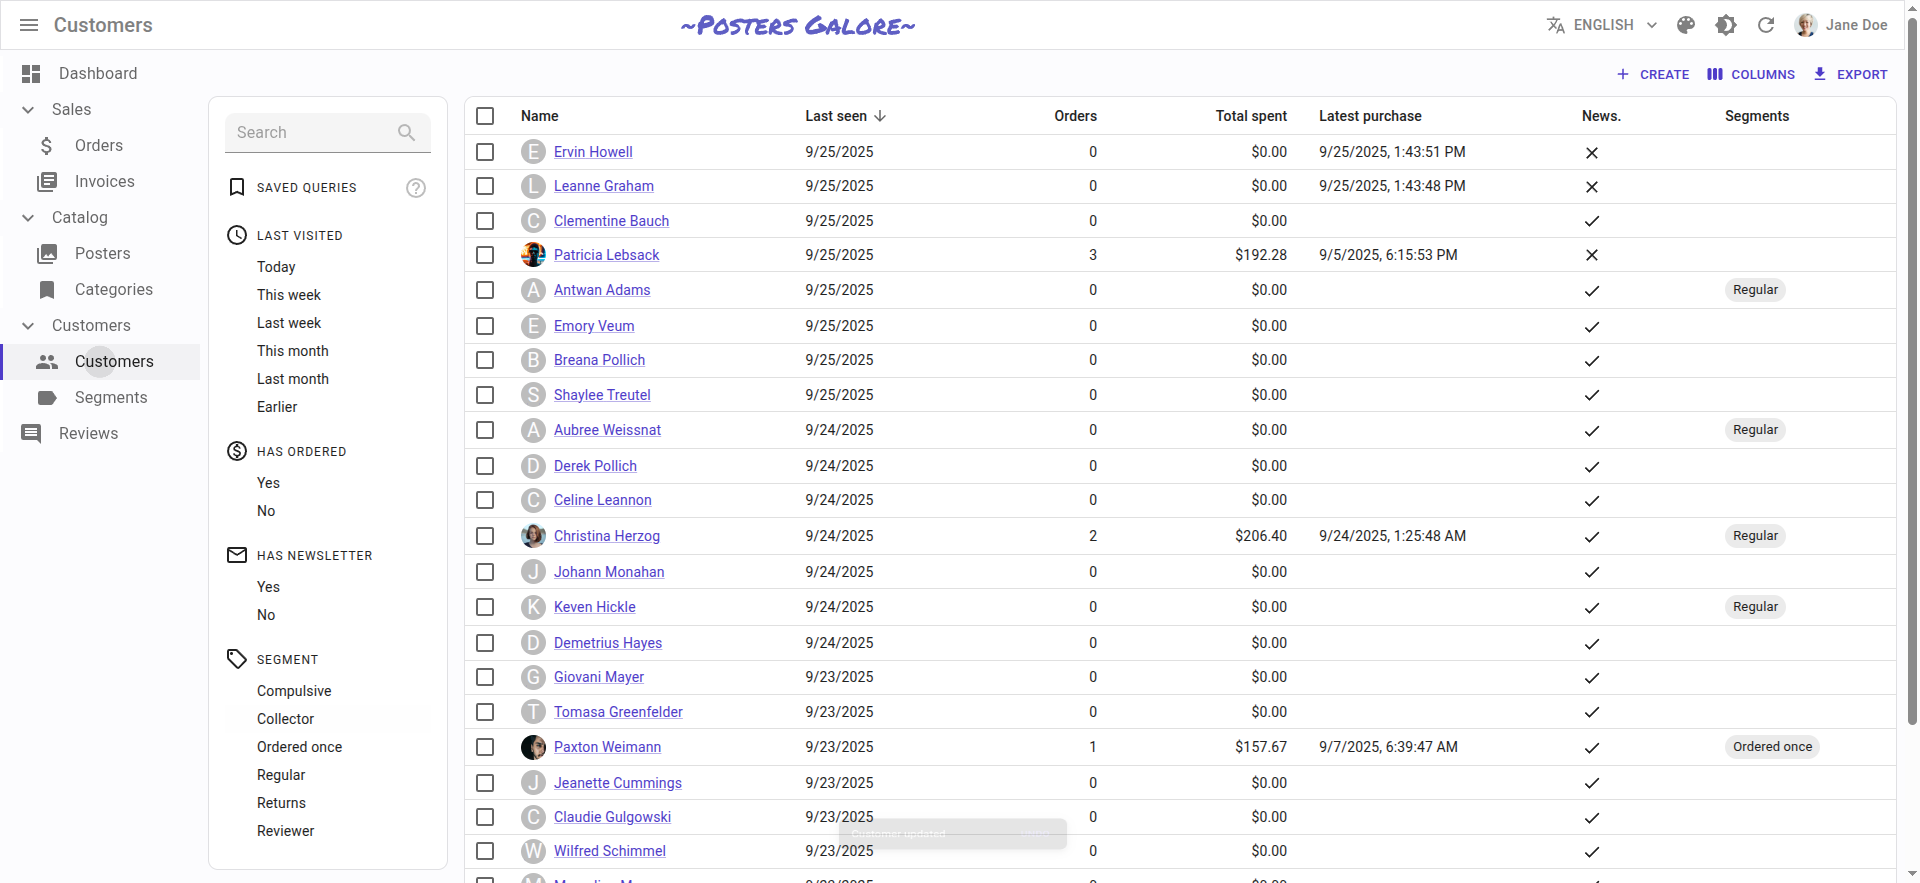 Customers
~Posters Galore~
ENGLISH
Jane Doe
Dashboard
Sales
Orders
Invoices
Catalog
Posters
Categories
Customers
Customers
Segments
Reviews
CREATE
COLUMNS
EXPORT
Search
SAVED QUERIES
LAST VISITED
Today
This week
Last week
This month
Last month
Earlier
HAS ORDERED
Yes
No
HAS NEWSLETTER
Yes
No
SEGMENT
Compulsive
Collector
Ordered once
Regular
Returns
Reviewer
Name Last seen Orders Total spent Latest purchase News. Segments
E Ervin Howell 9/25/2025 0 $0.00 9/25/2025, 1:43:51 PM
L Leanne Graham 9/25/2025 0 $0.00 9/25/2025, 1:43:48 PM
C Clementine Bauch 9/25/2025 0 $0.00
Patricia Lebsack 9/25/2025 3 $192.28 9/5/2025, 6:15:53 PM
A Antwan Adams 9/25/2025 0 $0.00 Regular
E Emory Veum 9/25/2025 0 $0.00
B Breana Pollich 9/25/2025 0 $0.00
S Shaylee Treutel 9/25/2025 0 $0.00
A Aubree Weissnat 9/24/2025 0 $0.00 Regular
D Derek Pollich 9/24/2025 0 $0.00
C Celine Leannon 9/24/2025 0 $0.00
Christina Herzog 9/24/2025 2 $206.40 9/24/2025, 1:25:48 AM Regular
J Johann Monahan 9/24/2025 0 $0.00
K Keven Hickle 9/24/2025 0 $0.00 Regular
D Demetrius Hayes 9/24/2025 0 $0.00
G Giovani Mayer 9/23/2025 0 $0.00
T Tomasa Greenfelder 9/23/2025 0 $0.00
Paxton Weimann 9/23/2025 1 $157.67 9/7/2025, 6:39:47 AM Ordered once
J Jeanette Cummings 9/23/2025 0 $0.00
C Claudie Gulgowski 9/23/2025 0 $0.00
Customer updated
W Wilfred Schimmel 9/23/2025 0 $0.00